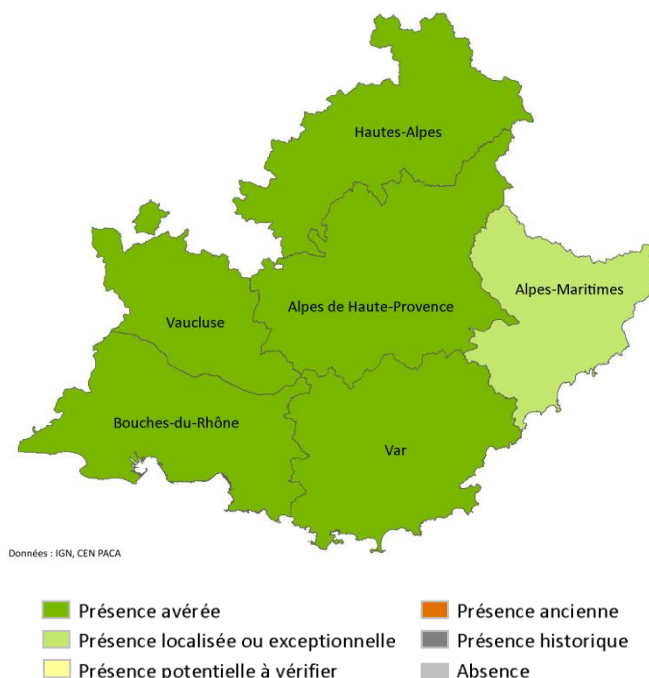 Hautes-Alpes
Alpes-Maritimes
Alpes de Haute-Provence
Vaucluse
Bouches-du-Rhône
Var
Données : IGN, CEN PACA
Présence avérée
Présence localisée ou exceptionnelle
Présence potentielle à vérifier
Présence ancienne
Présence historique
Absence